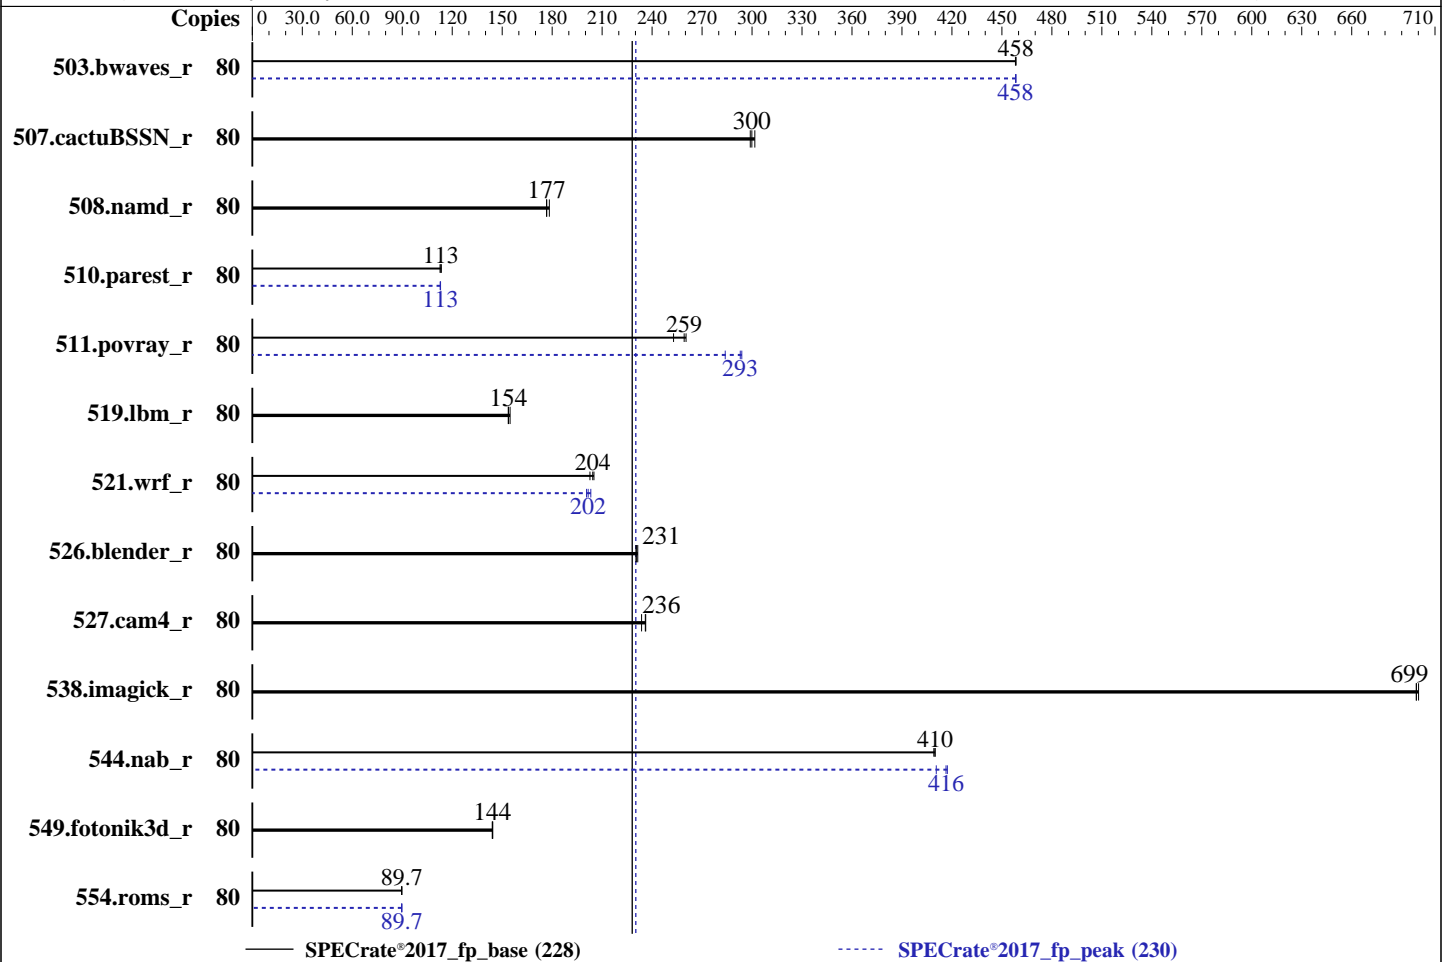 Copies 0 30.0 60.0 90.0 120 150 180 210 240 270 300 330 360 390 420 450 480 510 540 570 600 630 660 710
503.bwaves_r 80 458
458
507.cactuBSSN_r 80 300
508.namd_r 80 177
510.parest_r 80 113
113
511.povray_r 80 259
293
519.lbm_r 80 154
521.wrf_r 80 204
202
526.blender_r 80 231
527.cam4_r 80 236
538.imagick_r 80 699
544.nab_r 80 410
416
549.fotonik3d_r 80 144
554.roms_r 80 89.7
89.7
SPECrate®2017_fp_base (228) SPECrate®2017_fp_peak (230)